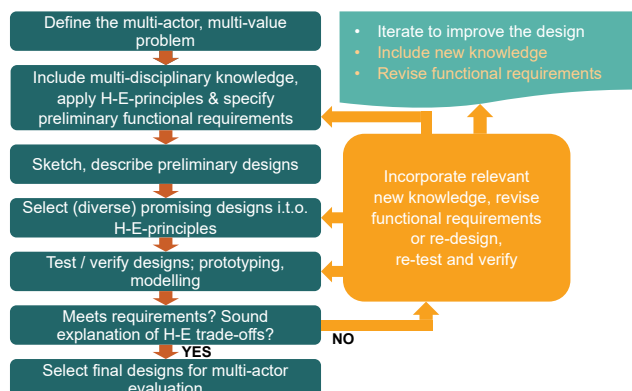 Define the multi-actor, multi-value
problem
Include multi-disciplinary knowledge,
apply H-E-principles & specify
preliminary functional requirements
Sketch, describe preliminary designs
Select (diverse) promising designs i.t.o.
H-E-principles
Test / verify designs; prototyping,
modelling
Meets requirements? Sound
explanation of H-E trade-offs?
NO
YES
Select final designs for multi-actor
evaluation
• Iterate to improve the design
• Include new knowledge
• Revise functional requirements
Incorporate relevant
new knowledge, revise
functional requirements
or re-design,
re-test and verify